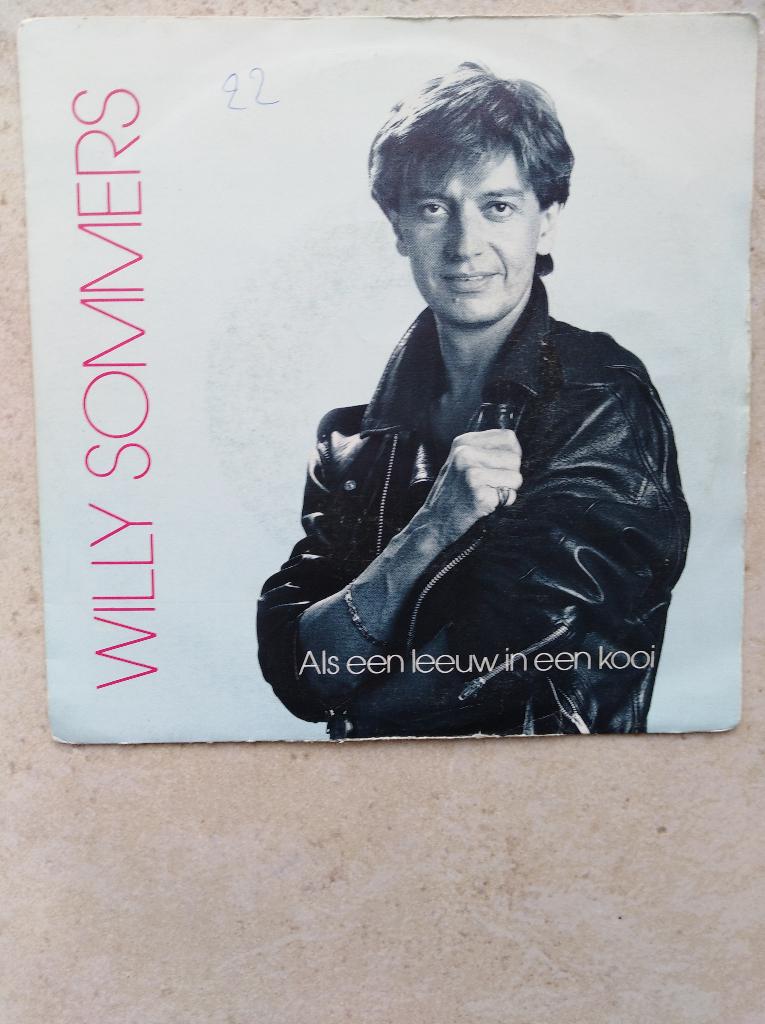 22
WILLY SOMMERS
Als een leeuw in een kooi